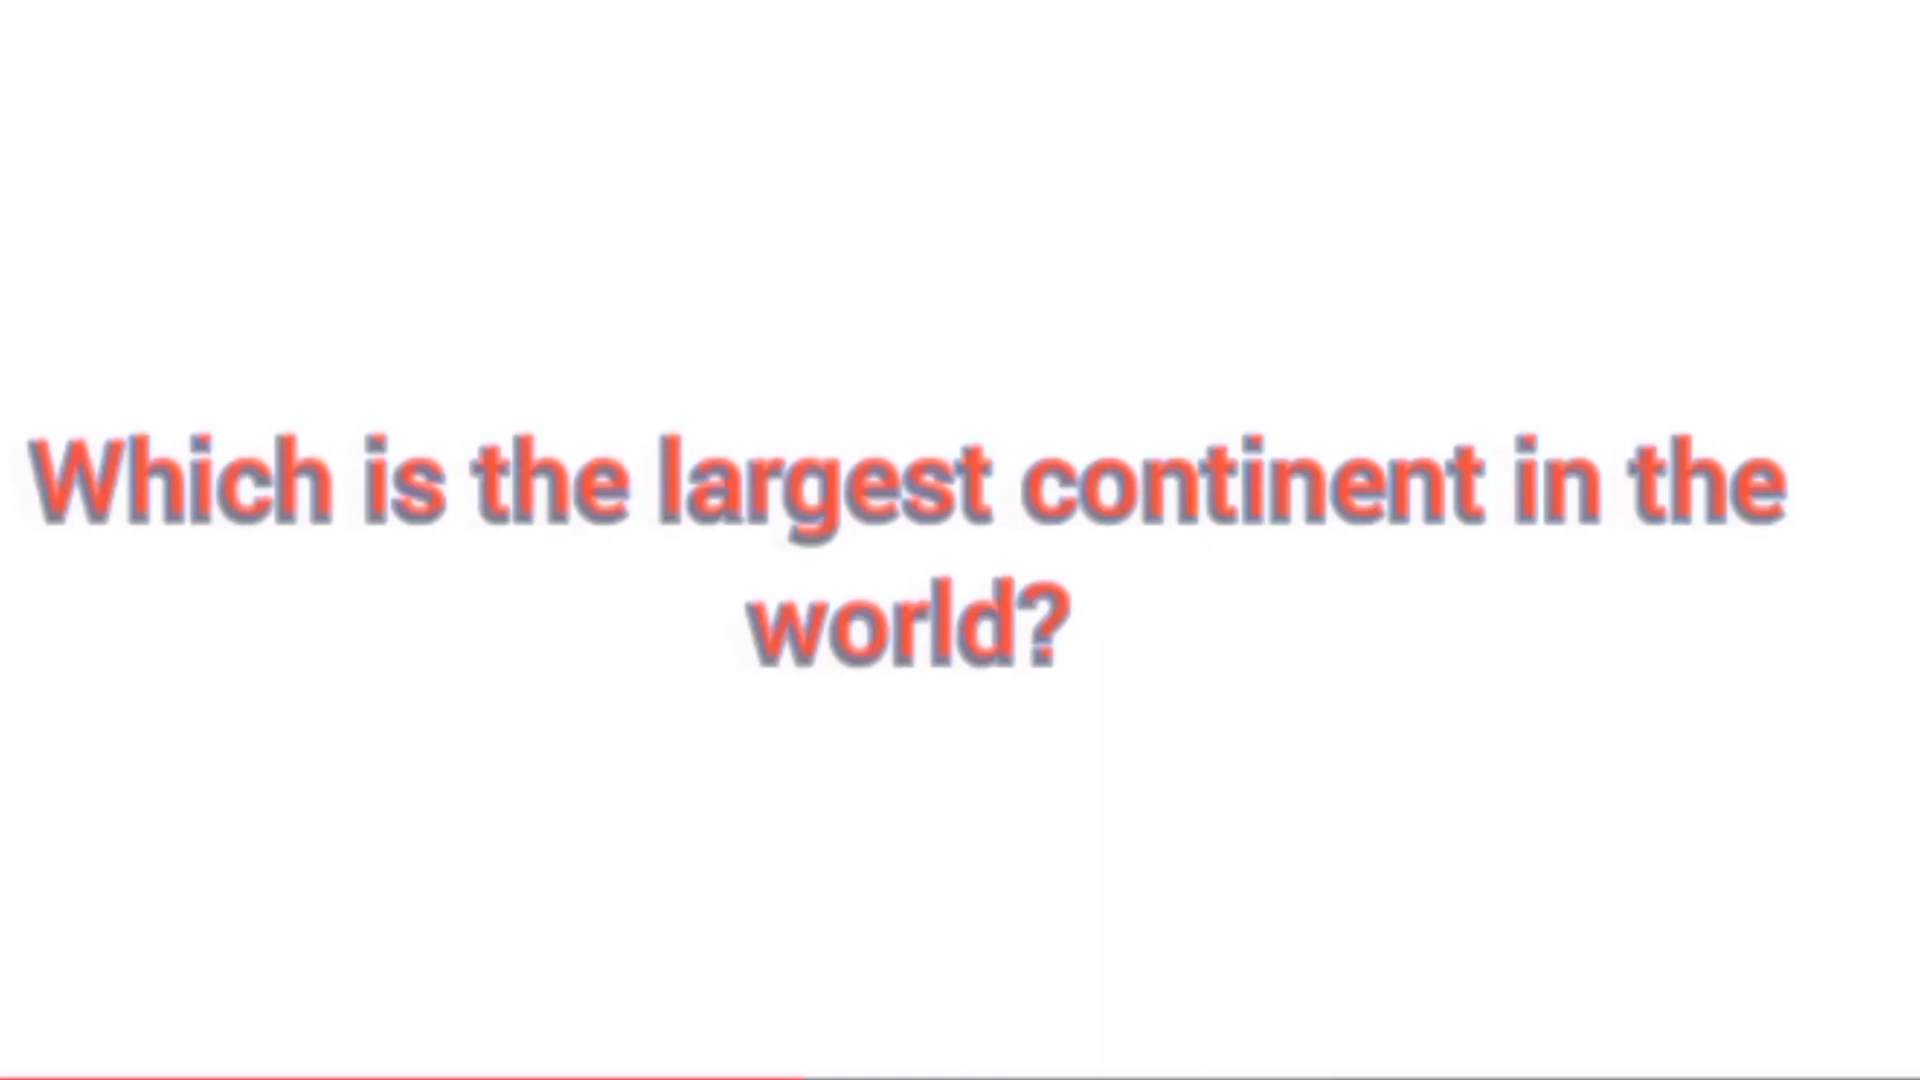 Which is the largest continent in the
world?